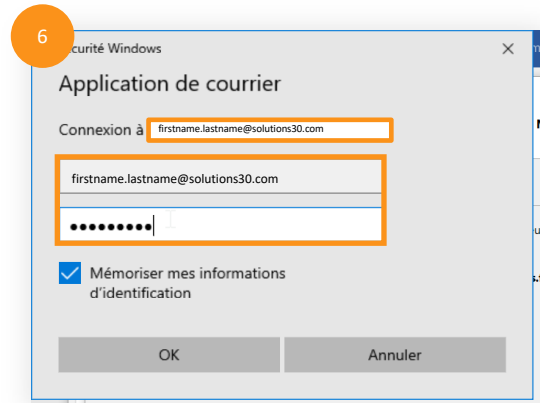 6
curité Windows
Application de courrier
Connexion à firstname.lastname@solutions30.com
firstname.lastname@solutions30.com
●●●●●●●●●
Mémoriser mes informations
d'identification
OK
Annuler